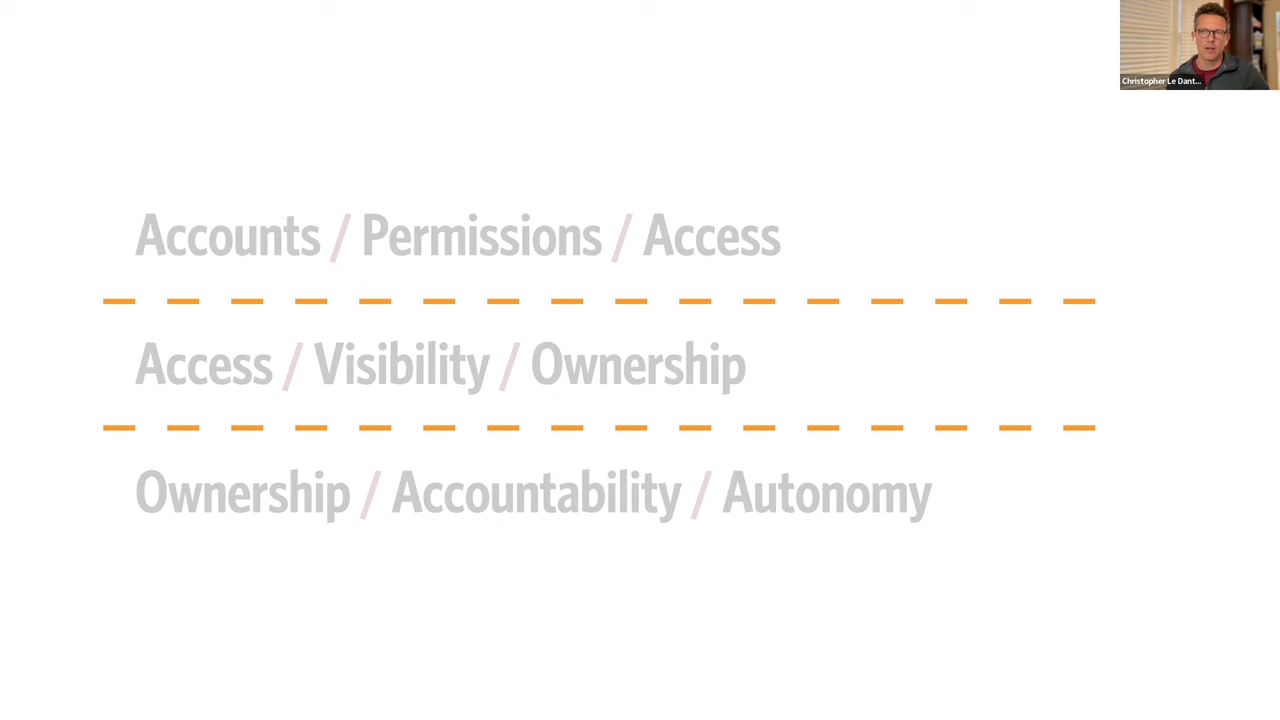 Christopher Le Dant...
Accounts / Permissions / Access
Access / Visibility / Ownership
Ownership / Accountability / Autonomy